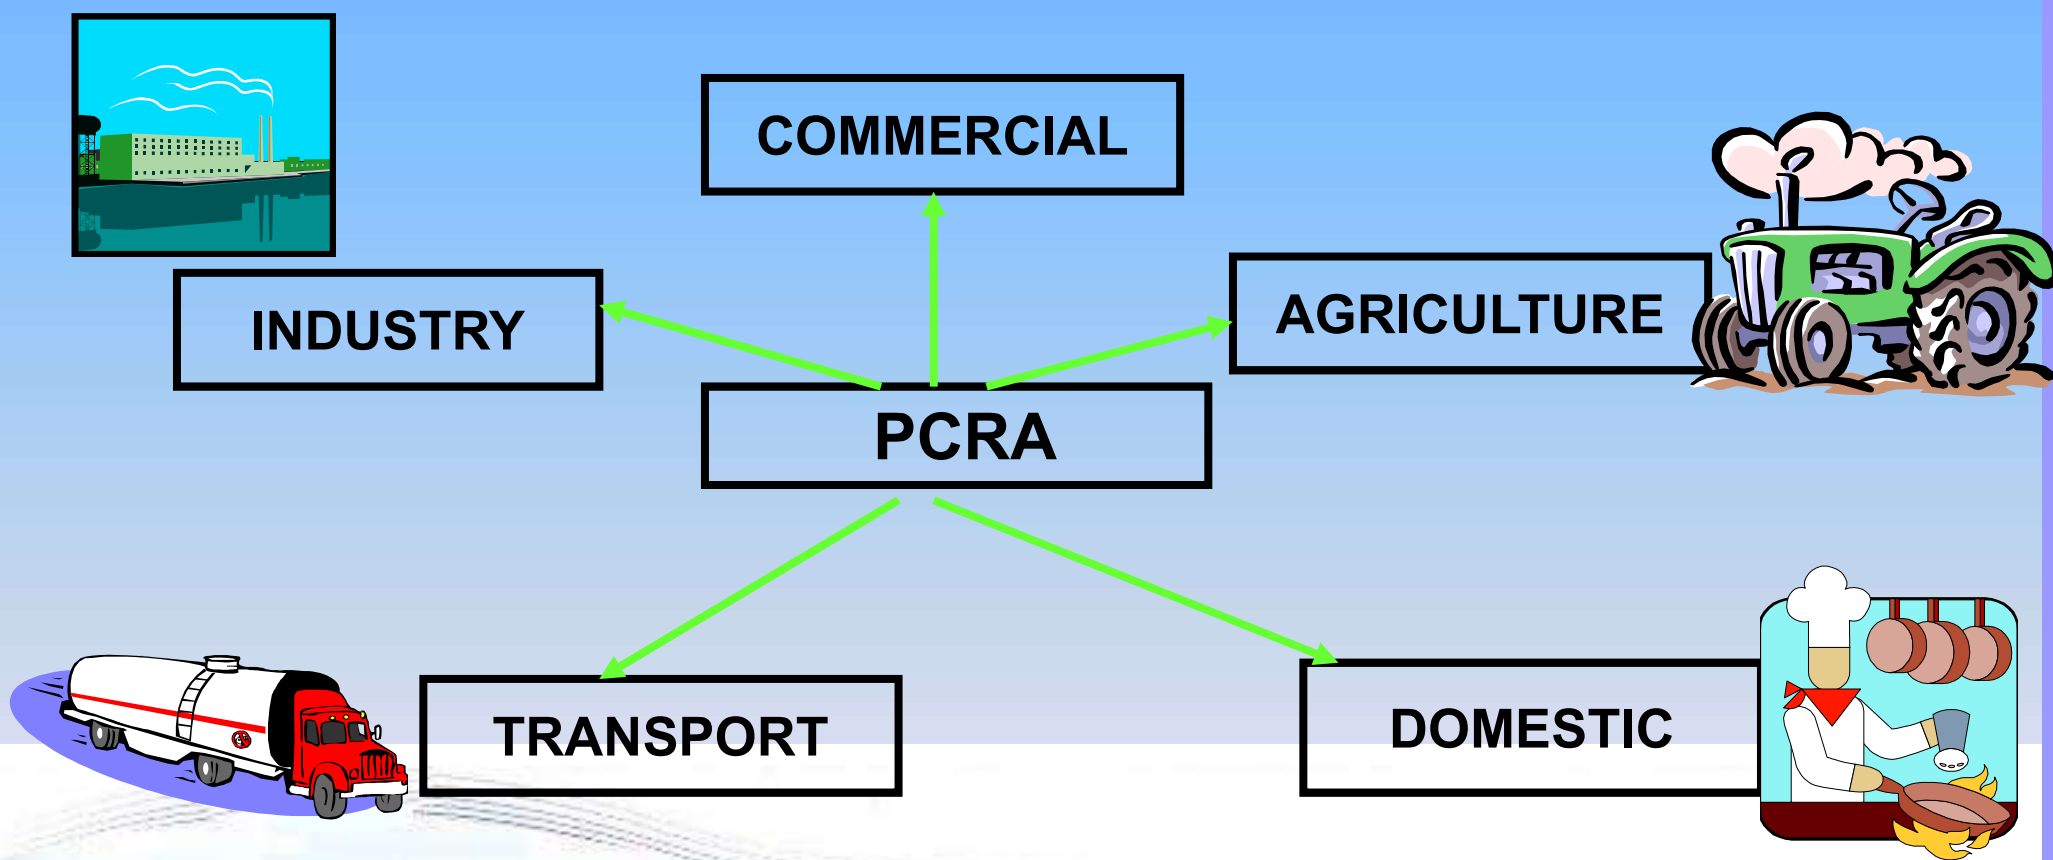 COMMERCIAL
INDUSTRY
AGRICULTURE
PCRA
TRANSPORT
DOMESTIC